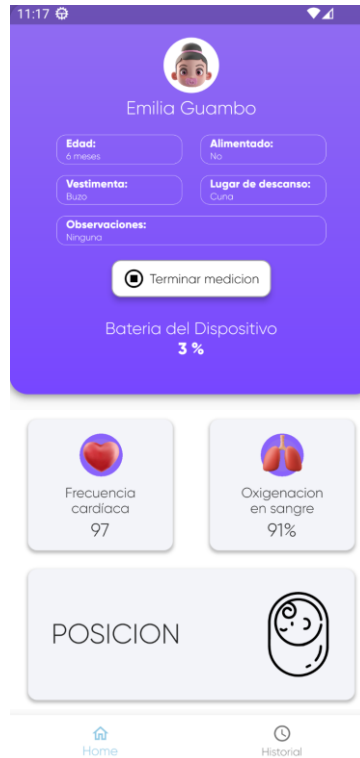 11:17
Emilia Guambo
Edad:
6 meses
Alimentado:
No
Vestimenta:
Buzo
Lugar de descanso:
Cuna
Observaciones:
Ninguna
Terminar medicion
Bateria del Dispositivo
3 %
Frecuencia
cardíaca
97
Oxigenacion
en sangre
91%
POSICION
Home
Historial